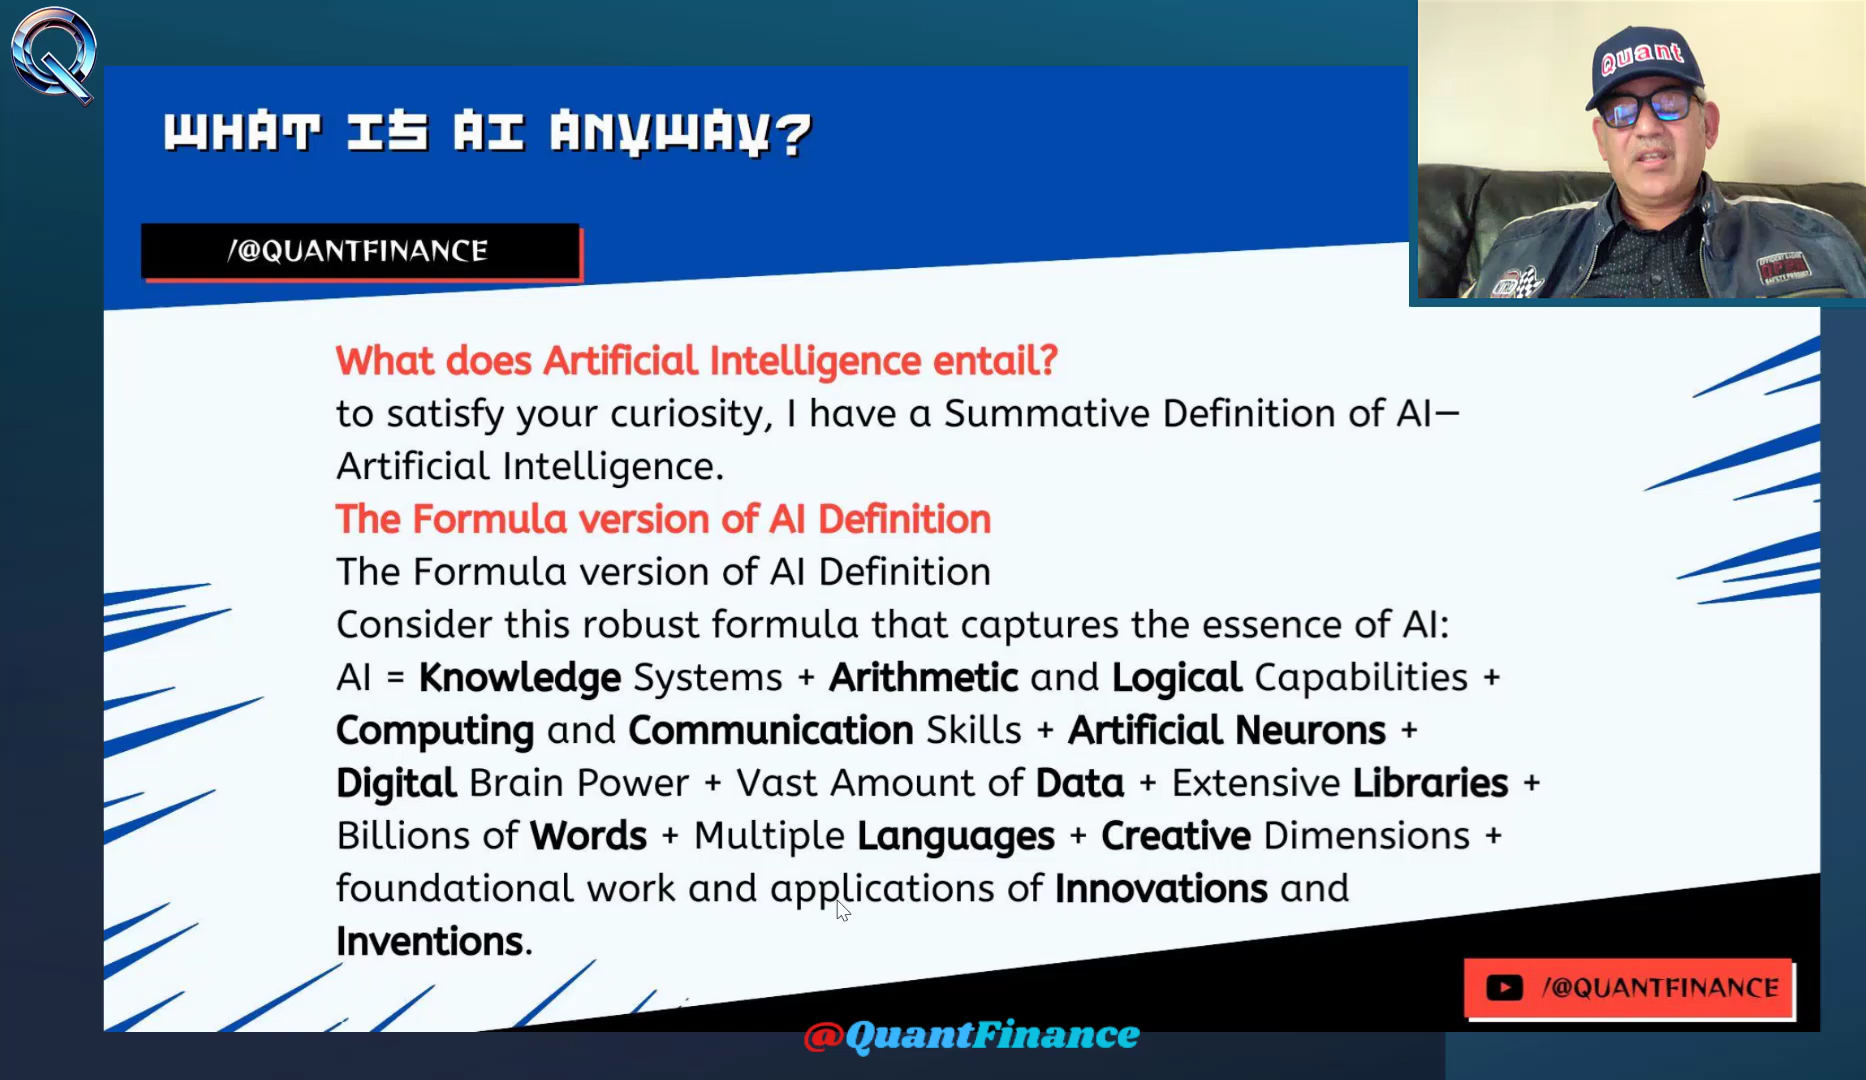 Q
WHAT IS AI ANYWAY?
Quant
/@QUANTFINANCE
What does Artificial Intelligence entail?
to satisfy your curiosity, I have a Summative Definition of AI—
Artificial Intelligence.
The Formula version of AI Definition
The Formula version of AI Definition
Consider this robust formula that captures the essence of AI:
AI = Knowledge Systems + Arithmetic and Logical Capabilities +
Computing and Communication Skills + Artificial Neurons +
Digital Brain Power + Vast Amount of Data + Extensive Libraries +
Billions of Words + Multiple Languages + Creative Dimensions +
foundational work and applications of Innovations and
Inventions.
/@QUANTFINANCE
@QuantFinance